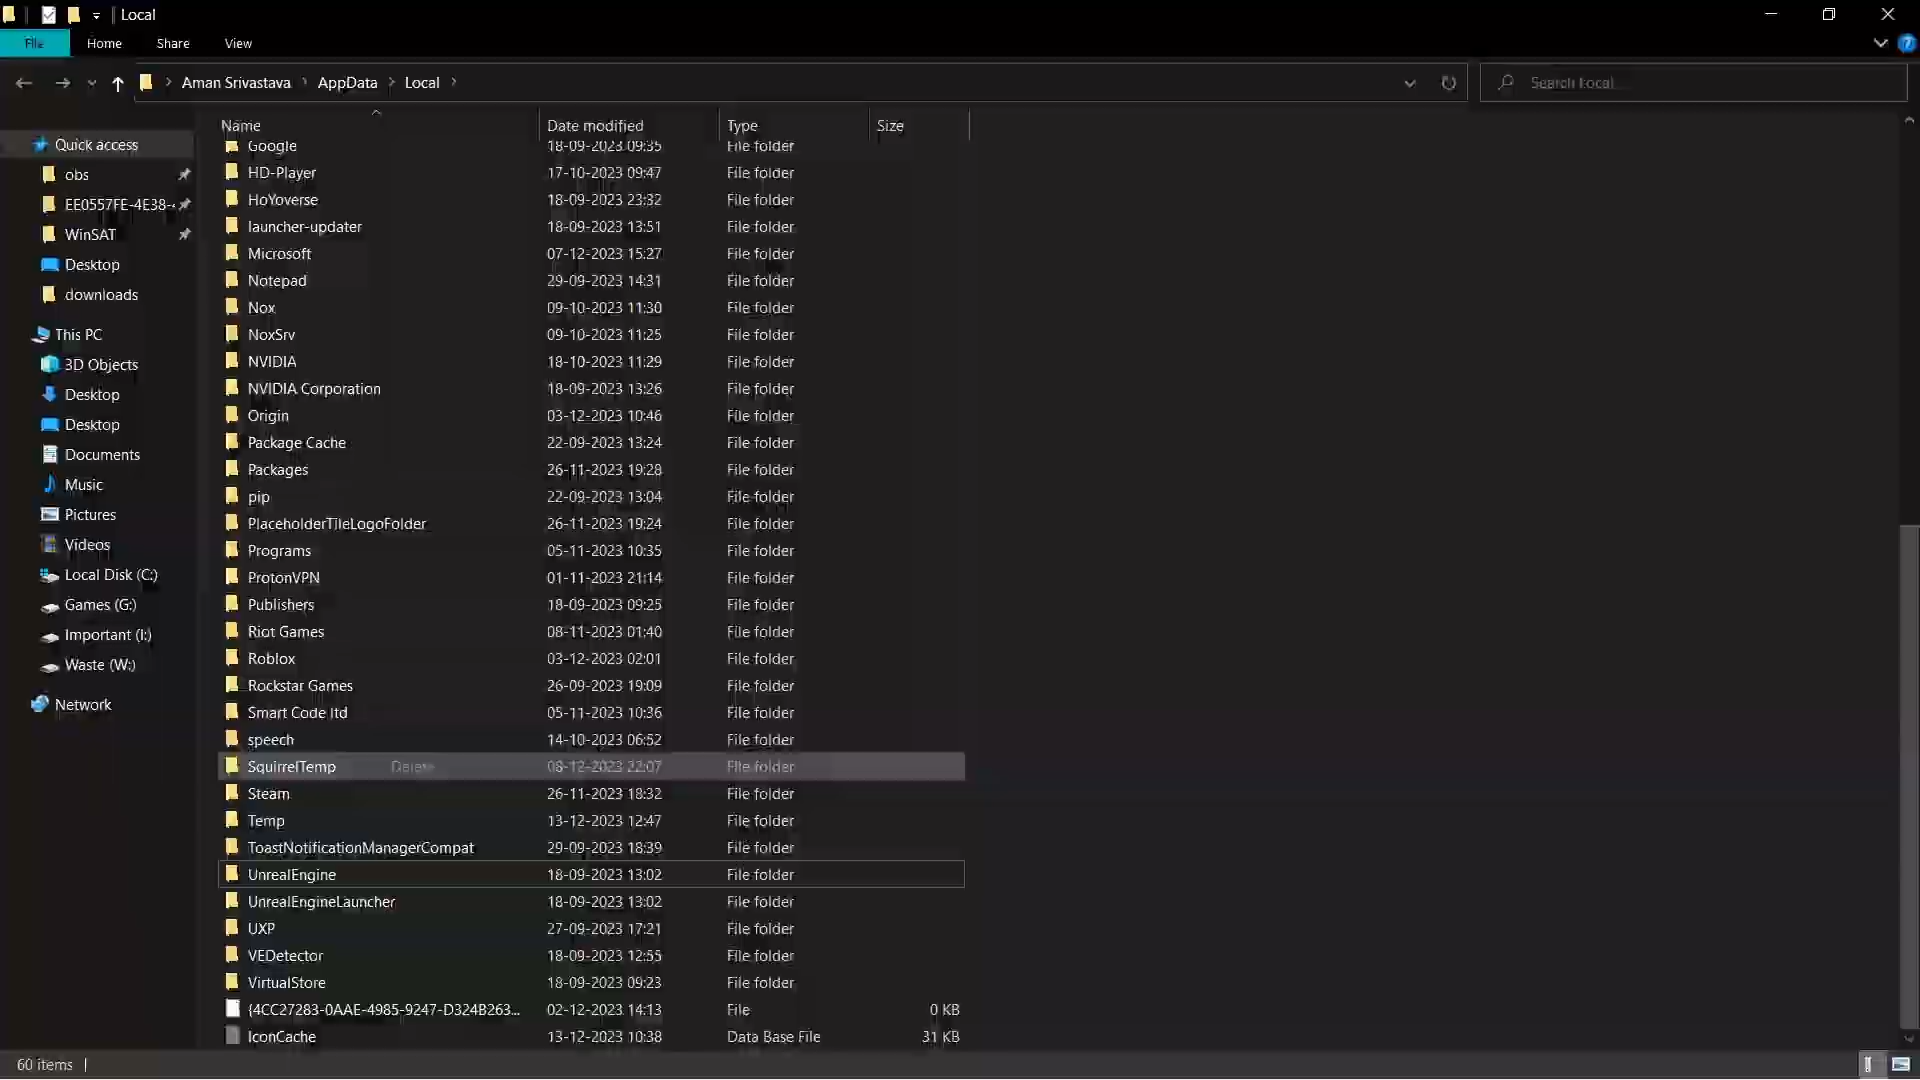 Local
File Home Share View
Aman Srivastava AppData Local
Search Local
Name Date modified Type Size
Quick access
obs
EE0557FE-4E38-
WinSAT
Desktop
downloads
This PC
3D Objects
Desktop
Desktop
Documents
Music
Pictures
Videos
Local Disk (C:)
Games (G:)
Important (I:)
Waste (W:)
Network
Google 18-09-2023 09:35 File folder
HD-Player 17-10-2023 09:47 File folder
HoYoverse 18-09-2023 23:32 File folder
launcher-updater 18-09-2023 13:51 File folder
Microsoft 07-12-2023 15:27 File folder
Notepad 29-09-2023 14:31 File folder
Nox 09-10-2023 11:30 File folder
NoxSrv 09-10-2023 11:25 File folder
NVIDIA 18-10-2023 11:29 File folder
NVIDIA Corporation 18-09-2023 13:26 File folder
Origin 03-12-2023 10:46 File folder
Package Cache 22-09-2023 13:24 File folder
Packages 26-11-2023 19:28 File folder
pip 22-09-2023 13:04 File folder
PlaceholderTileLogoFolder 26-11-2023 19:24 File folder
Programs 05-11-2023 10:35 File folder
ProtonVPN 01-11-2023 21:14 File folder
Publishers 18-09-2023 09:25 File folder
Riot Games 08-11-2023 01:40 File folder
Roblox 03-12-2023 02:01 File folder
Rockstar Games 26-09-2023 19:09 File folder
Smart Code ltd 05-11-2023 10:36 File folder
speech 14-10-2023 06:52 File folder
SquirrelTemp Delete 08-12-2023 22:07 File folder
Steam 26-11-2023 18:32 File folder
Temp 13-12-2023 12:47 File folder
ToastNotificationManagerCompat 29-09-2023 18:39 File folder
UnrealEngine 18-09-2023 13:02 File folder
UnrealEngineLauncher 18-09-2023 13:02 File folder
UXP 27-09-2023 17:21 File folder
VEDetector 18-09-2023 12:55 File folder
VirtualStore 18-09-2023 09:23 File folder
{4CC27283-0AAE-4985-9247-D324B263... 02-12-2023 14:13 File 0 KB
IconCache 13-12-2023 10:38 Data Base File 31 KB
60 items